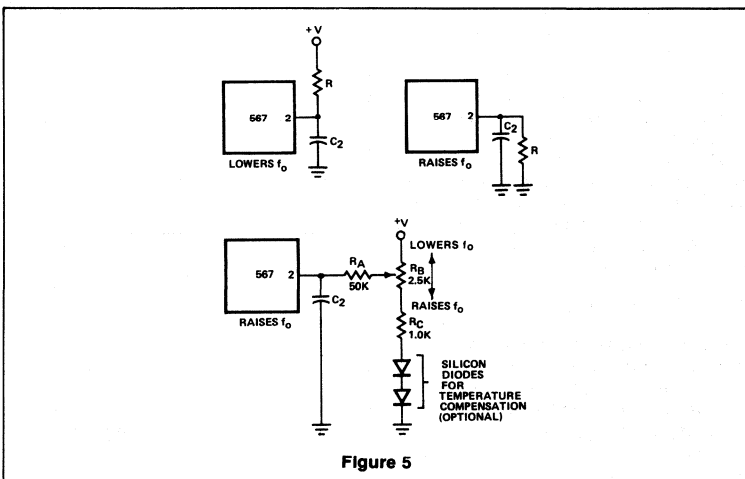 +V
R
567 2
C2
LOWERS fo
567 2
C2
R
RAISES fo
+V
LOWERS fo
RA
50K
RB
2.5K
567 2
C2
RAISES fo
RAISES fo
RC
1.0K
SILICON
DIODES
FOR
TEMPERATURE
COMPENSATION
(OPTIONAL)
Figure 5